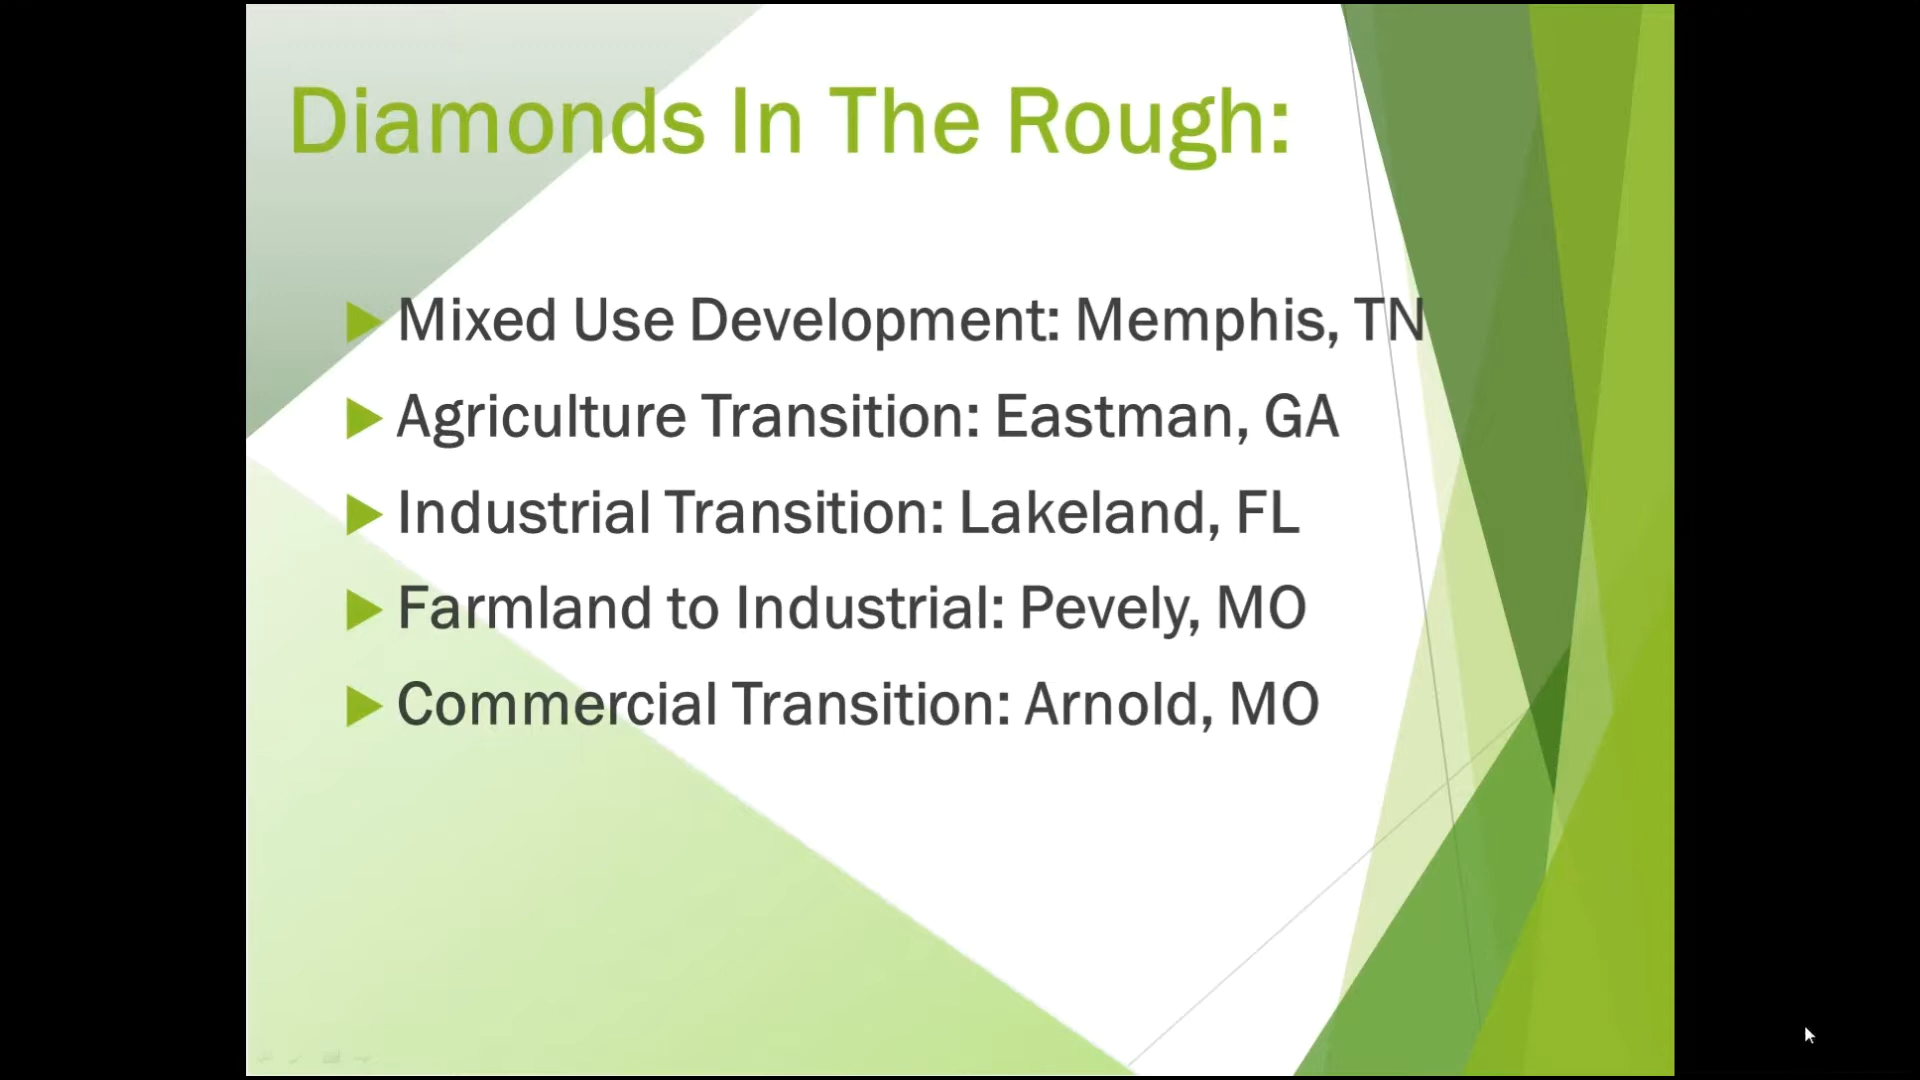 Diamonds In The Rough:
Mixed Use Development: Memphis, TN
Agriculture Transition: Eastman, GA
Industrial Transition: Lakeland, FL
Farmland to Industrial: Pevely, MO
Commercial Transition: Arnold, MO